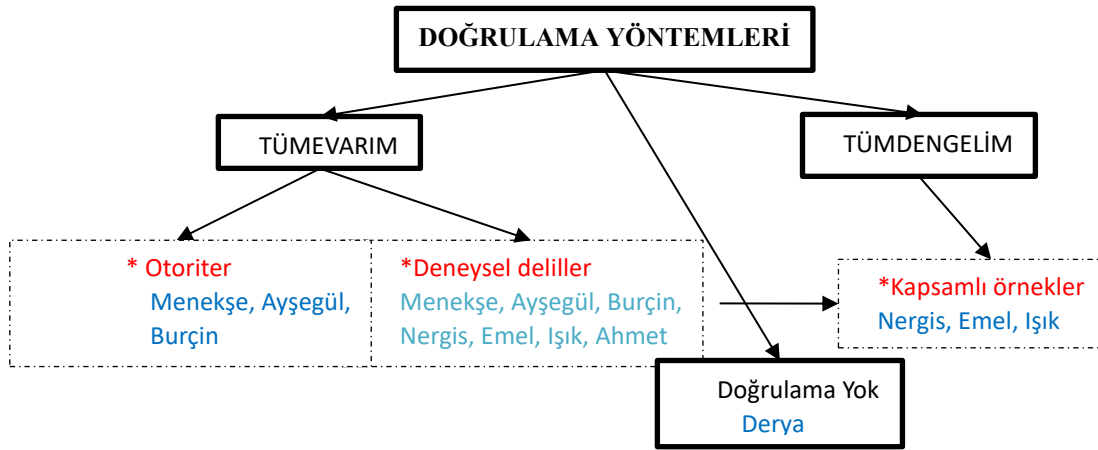 DOĞRULAMA YÖNTEMLERİ
TÜMEVARIM
TÜMDENGELİM
* Otoriter
Menekşe, Ayşegül,
Burçin
*Deneysel deliller
Menekşe, Ayşegül, Burçin,
Nergis, Emel, Işık, Ahmet
*Kapsamlı örnekler
Nergis, Emel, Işık
Doğrulama Yok
Derya